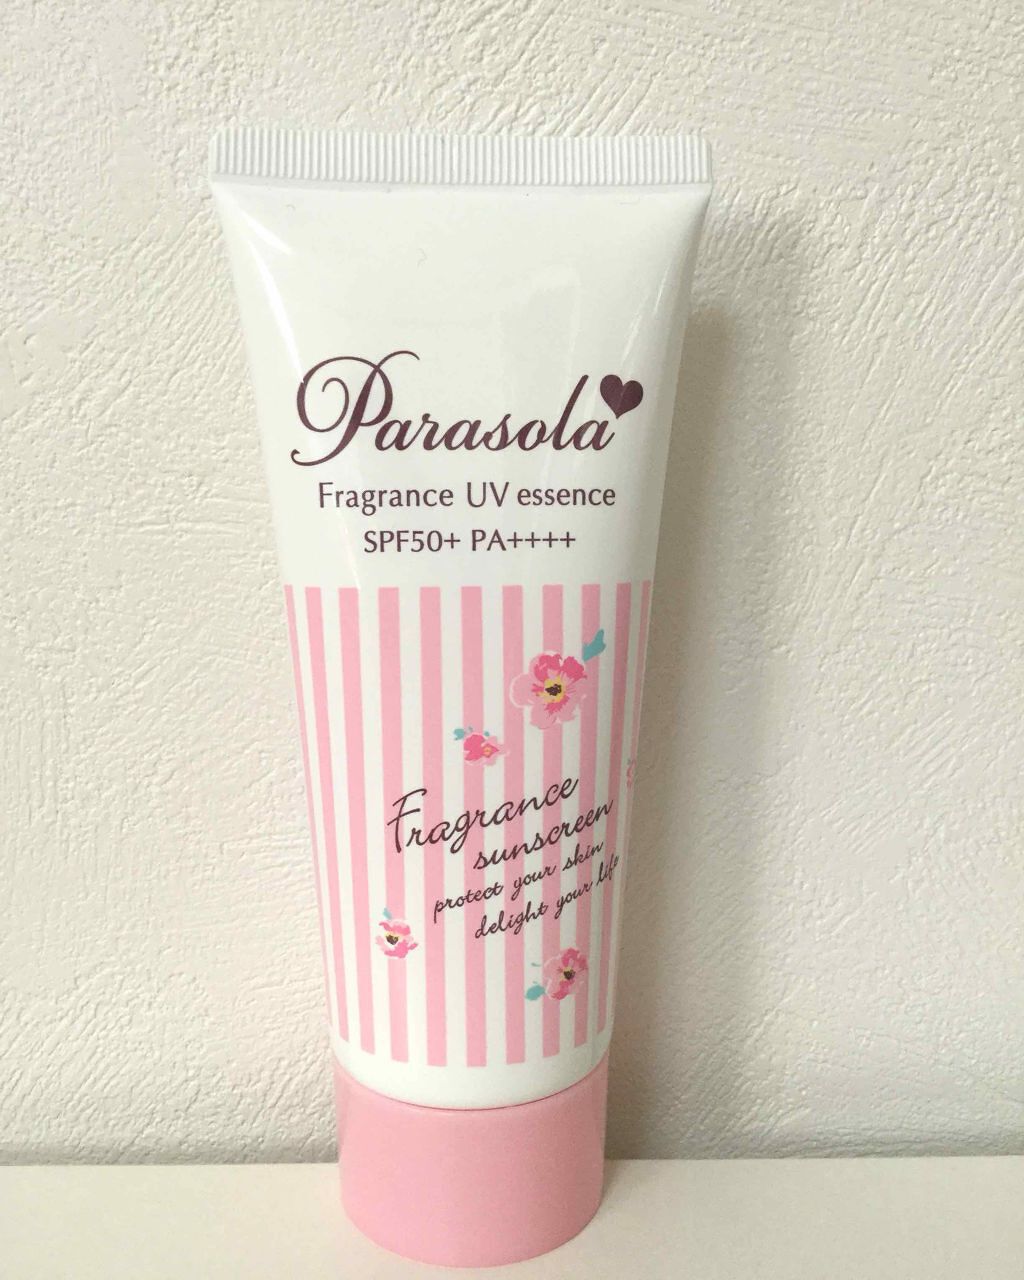 Parasola
Fragrance UV essence
SPF50+ PA++++
Fragrance
sunscreen
protect your skin
delight your life